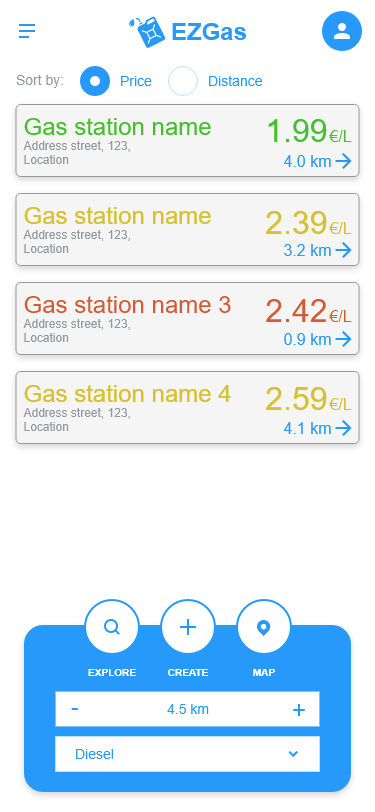 EZGas
Sort by: Price Distance
Gas station name 1.99€/L
Address street, 123,
Location 4.0 km
Gas station name 2.39€/L
Address street, 123,
Location 3.2 km
Gas station name 3 2.42€/L
Address street, 123,
Location 0.9 km
Gas station name 4 2.59€/L
Address street, 123,
Location 4.1 km
EXPLORE CREATE MAP
- 4.5 km +
Diesel